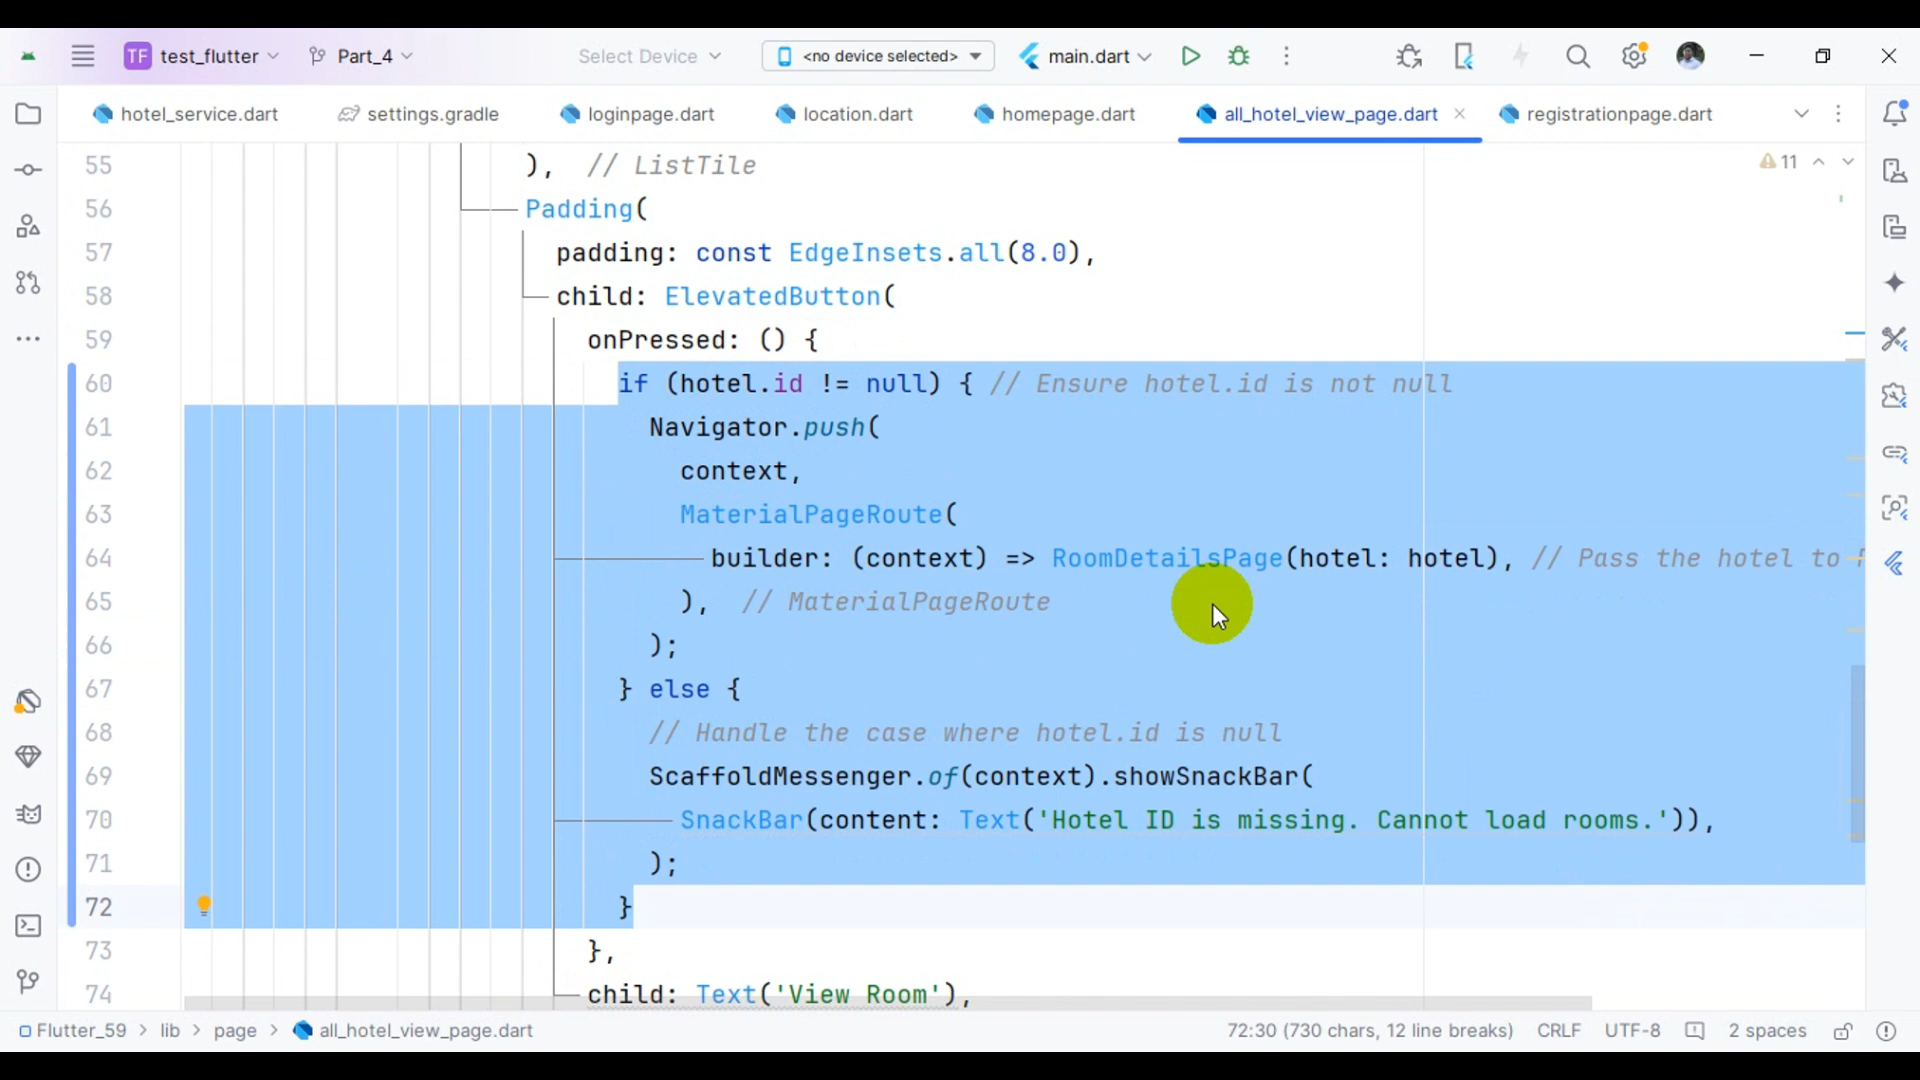 TF test_flutter Part_4 Select Device <no device selected> main.dart
hotel_service.dart settings.gradle loginpage.dart location.dart homepage.dart all_hotel_view_page.dart registrationpage.dart
11
55 ), // ListTile
56 Padding(
57 padding: const EdgeInsets.all(8.0),
58 child: ElevatedButton(
59 onPressed: () {
60 if (hotel.id != null) { // Ensure hotel.id is not null
61 Navigator.push(
62 context,
63 MaterialPageRoute(
64 builder: (context) => RoomDetailsPage(hotel: hotel), // Pass the hotel to
65 ), // MaterialPageRoute
66 );
67 } else {
68 // Handle the case where hotel.id is null
69 ScaffoldMessenger.of(context).showSnackBar(
70 SnackBar(content: Text('Hotel ID is missing. Cannot load rooms.')),
71 );
72 }
73 },
74 child: Text('View Room'),
Flutter_59 > lib > page > all_hotel_view_page.dart 72:30 (730 chars, 12 line breaks) CRLF UTF-8 2 spaces